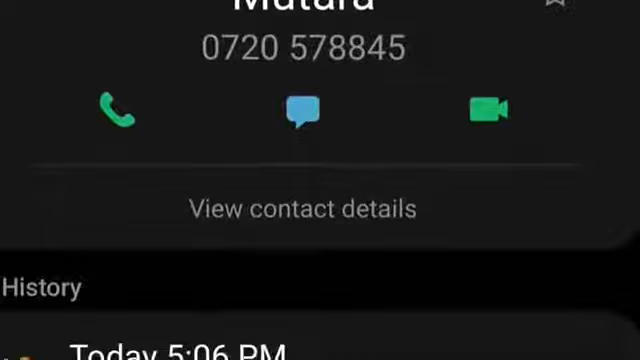 Mutara
0720 578845
View contact details
History
Today 5:06 PM